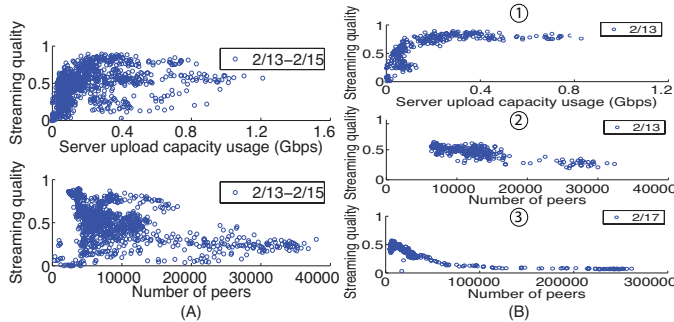 Streaming quality
1
0.5
0
2/13−2/15
0 0.4 0.8 1.2 1.6
Server upload capacity usage (Gbps)
Streaming quality
1
0.5
0
2/13−2/15
0 10000 20000 30000 40000
Number of peers
(A)
1
Streaming quality
1
0.5
0
2/13
0 0.4 0.8 1.2
Server upload capacity usage (Gbps)
2
Streaming quality
1
0.5
0
2/13
0 10000 20000 30000 40000
Number of peers
3
Streaming quality
1
0.5
0
2/17
0 100000 200000 300000
Number of peers
(B)